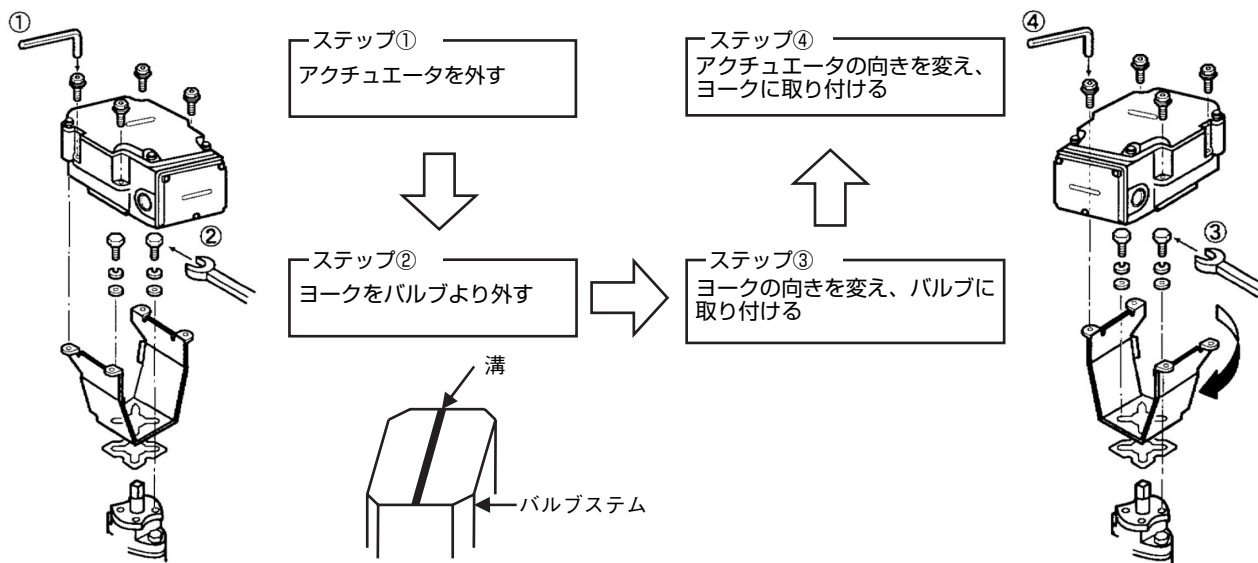 ①
ステップ①
アクチュエータを外す
②
ステップ②
ヨークをバルブより外す
溝
バルブステム
ステップ③
ヨークの向きを変え、バルブに
取り付ける
③
ステップ④
アクチュエータの向きを変え、
ヨークに取り付ける
④